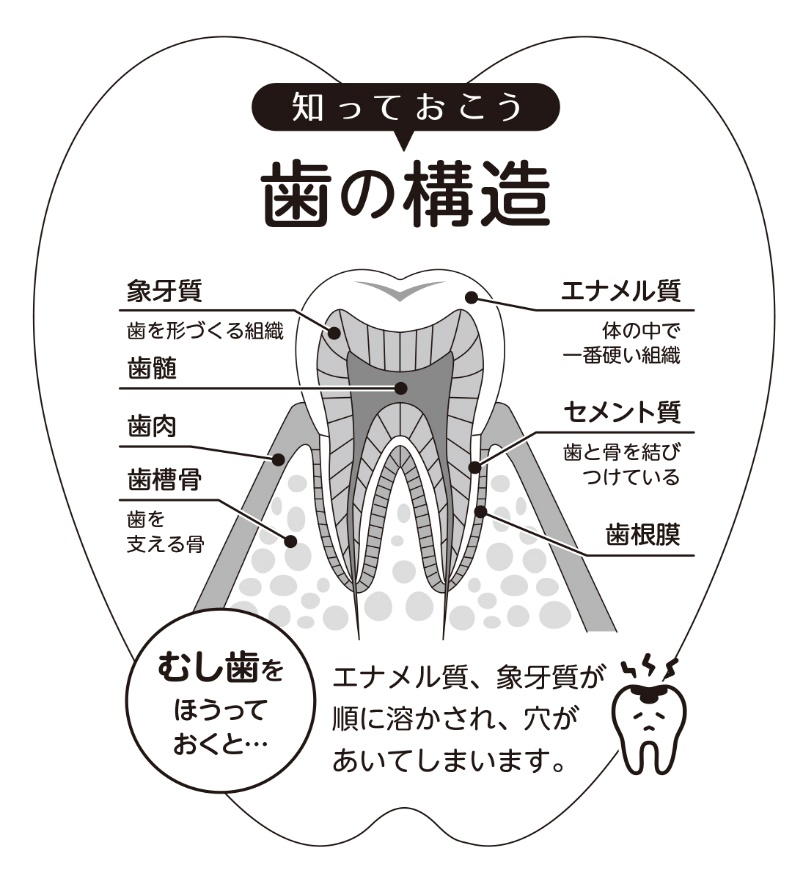 知っておこう
歯の構造
象牙質
歯を形づくる組織
歯髄
歯肉
歯槽骨
歯を
支える骨
エナメル質
体の中で
一番硬い組織
セメント質
歯と骨を結び
つけている
歯根膜
むし歯を
ほうって
おくと…
エナメル質、象牙質が
順に溶かされ、穴が
あいてしまいます。